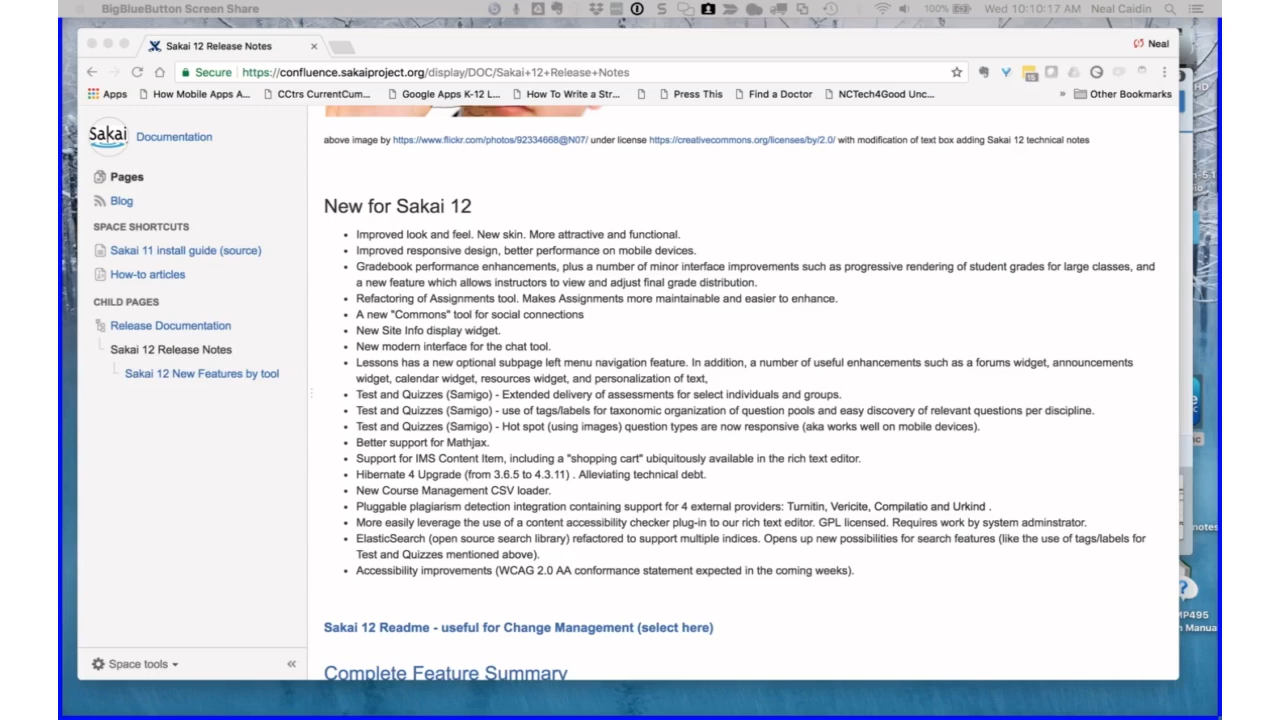 BigBlueButton Screen Share
100%
Wed 10:10:17 AM Neal Caidin
Sakai 12 Release Notes
Neal
Secure https://confluence.sakaiproject.org/display/DOC/Sakai+12+Release+Notes
Apps How Mobile Apps A... CCtrs CurrentCum... Google Apps K-12 L... How To Write a Str... Press This Find a Doctor NCTech4Good Unc... » Other Bookmarks
HD
Sakai
Documentation
Pages
Blog
SPACE SHORTCUTS
Sakai 11 install guide (source)
How-to articles
CHILD PAGES
Release Documentation
Sakai 12 Release Notes
Sakai 12 New Features by tool
Space tools
«
above image by https://www.flickr.com/photos/92334668@N07/ under license https://creativecommons.org/licenses/by/2.0/ with modification of text box adding Sakai 12 technical notes
New for Sakai 12
• Improved look and feel. New skin. More attractive and functional.
• Improved responsive design, better performance on mobile devices.
• Gradebook performance enhancements, plus a number of minor interface improvements such as progressive rendering of student grades for large classes, and
a new feature which allows instructors to view and adjust final grade distribution.
• Refactoring of Assignments tool. Makes Assignments more maintainable and easier to enhance.
• A new "Commons" tool for social connections
• New Site Info display widget.
• New modern interface for the chat tool.
• Lessons has a new optional subpage left menu navigation feature. In addition, a number of useful enhancements such as a forums widget, announcements
widget, calendar widget, resources widget, and personalization of text,
• Test and Quizzes (Samigo) - Extended delivery of assessments for select individuals and groups.
• Test and Quizzes (Samigo) - use of tags/labels for taxonomic organization of question pools and easy discovery of relevant questions per discipline.
• Test and Quizzes (Samigo) - Hot spot (using images) question types are now responsive (aka works well on mobile devices).
• Better support for Mathjax.
• Support for IMS Content Item, including a "shopping cart" ubiquitously available in the rich text editor.
• Hibernate 4 Upgrade (from 3.6.5 to 4.3.11) . Alleviating technical debt.
• New Course Management CSV loader.
• Pluggable plagiarism detection integration containing support for 4 external providers: Turnitin, Vericite, Compilatio and Urkind .
• More easily leverage the use of a content accessibility checker plug-in to our rich text editor. GPL licensed. Requires work by system adminstrator.
• ElasticSearch (open source search library) refactored to support multiple indices. Opens up new possibilities for search features (like the use of tags/labels for
Test and Quizzes mentioned above).
• Accessibility improvements (WCAG 2.0 AA conformance statement expected in the coming weeks).
Sakai 12 Readme - useful for Change Management (select here)
Complete Feature Summary
notes
MP495
Manua